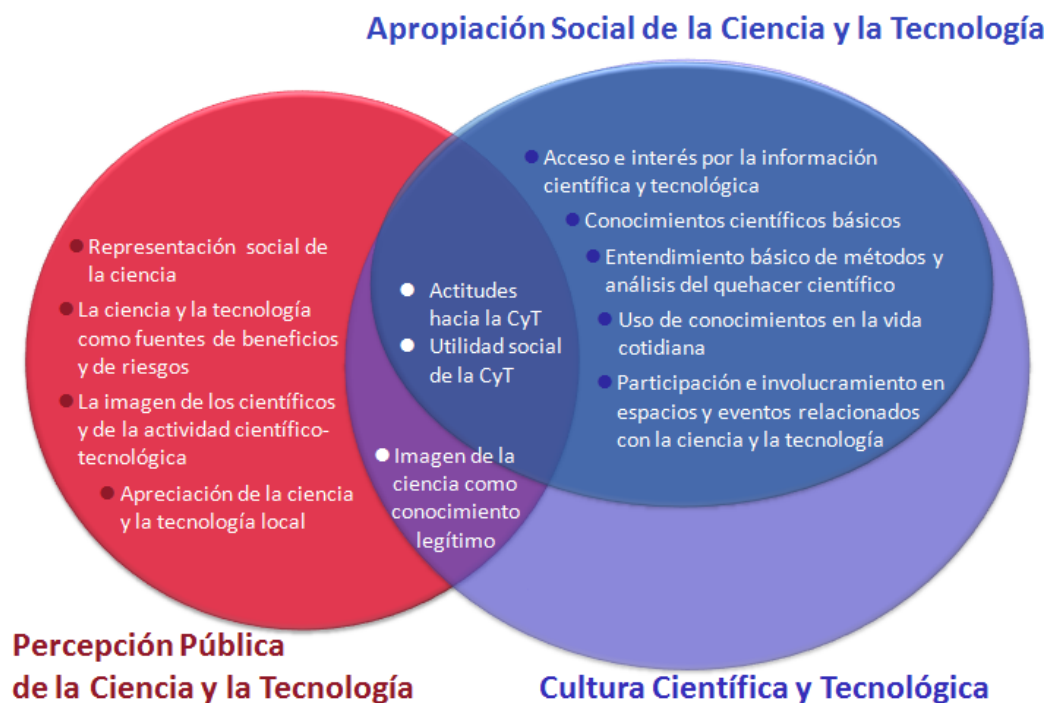 Apropiación Social de la Ciencia y la Tecnología
Representación social de
la ciencia
La ciencia y la tecnología
como fuentes de beneficios
y de riesgos
La imagen de los científicos
y de la actividad científico-
tecnológica
Apreciación de la ciencia
y la tecnología local
Actitudes
hacia la CyT
Utilidad social
de la CyT
Imagen de la
ciencia como
conocimiento
legítimo
Acceso e interés por la información
científica y tecnológica
Conocimientos científicos básicos
Entendimiento básico de métodos y
análisis del quehacer científico
Uso de conocimientos en la vida
cotidiana
Participación e involucramiento en
espacios y eventos relacionados
con la ciencia y la tecnología
Percepción Pública
de la Ciencia y la Tecnología
Cultura Científica y Tecnológica